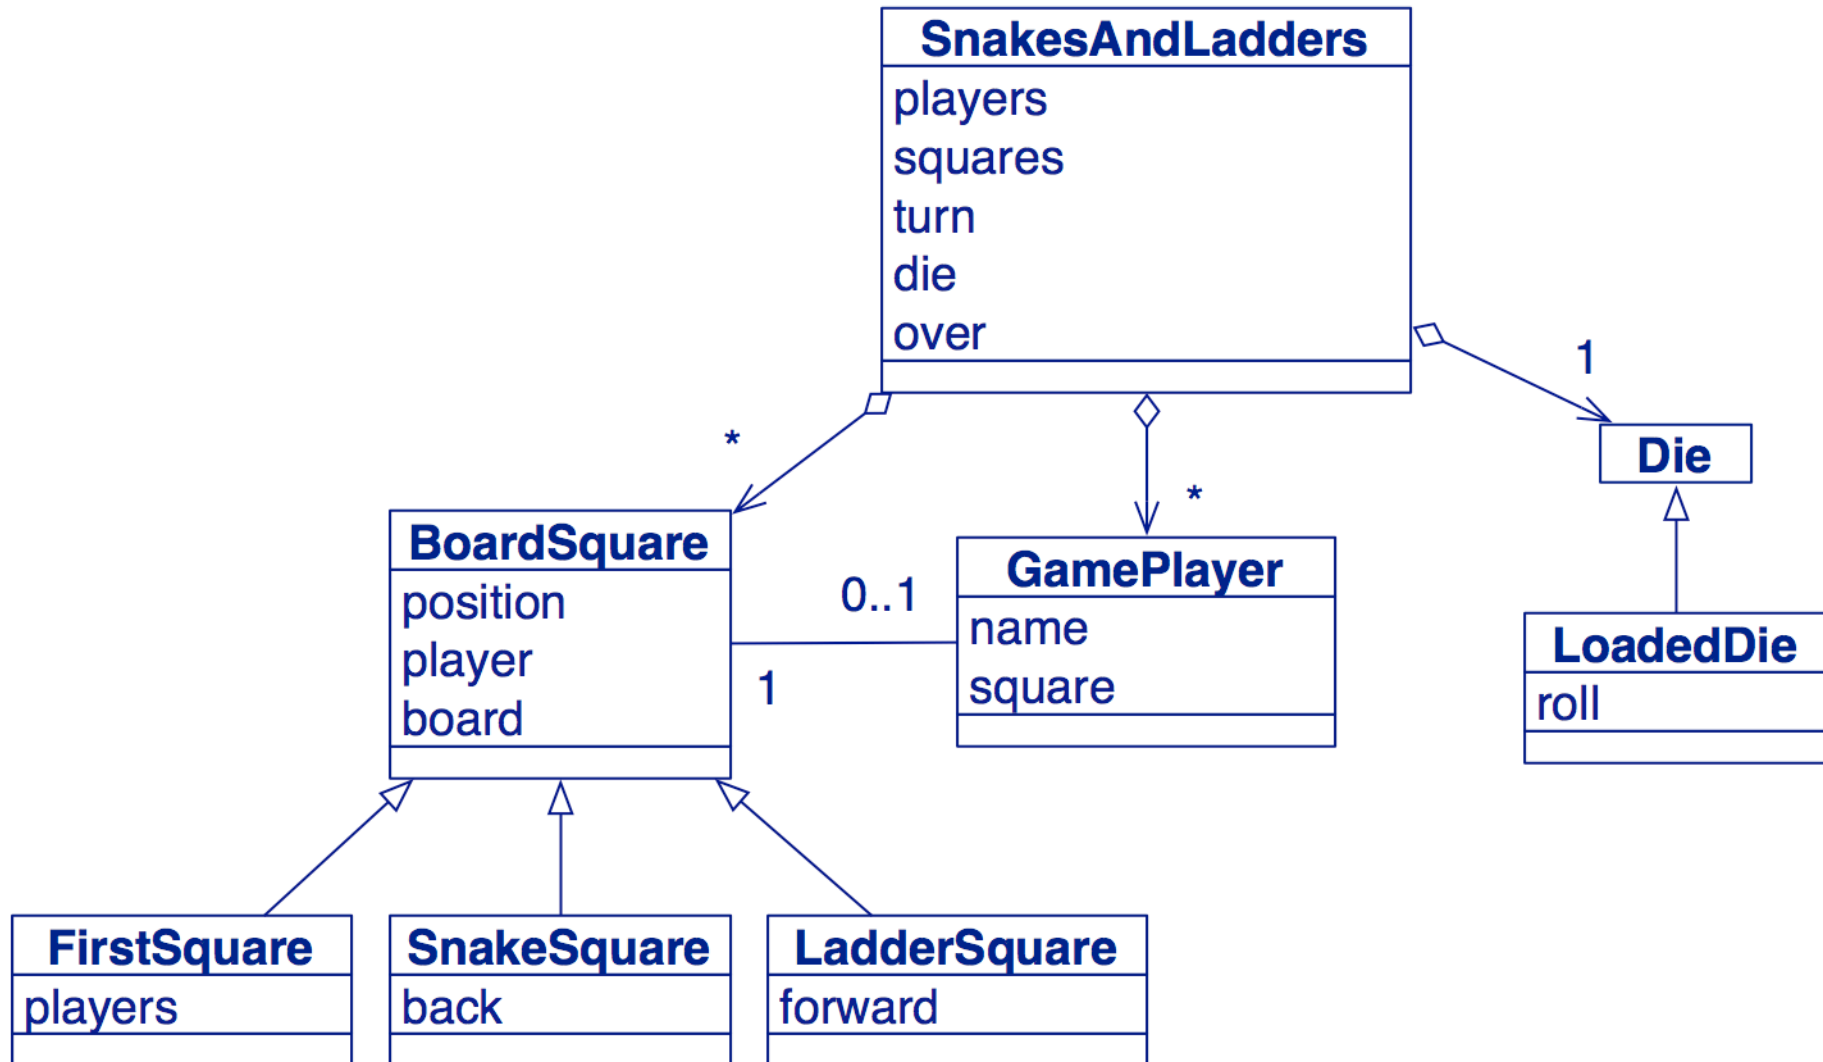 SnakesAndLadders
players
squares
turn
die
over
1
*
*
Die
BoardSquare
position
player
board
0..1
1
GamePlayer
name
square
LoadedDie
roll
FirstSquare
players
SnakeSquare
back
LadderSquare
forward